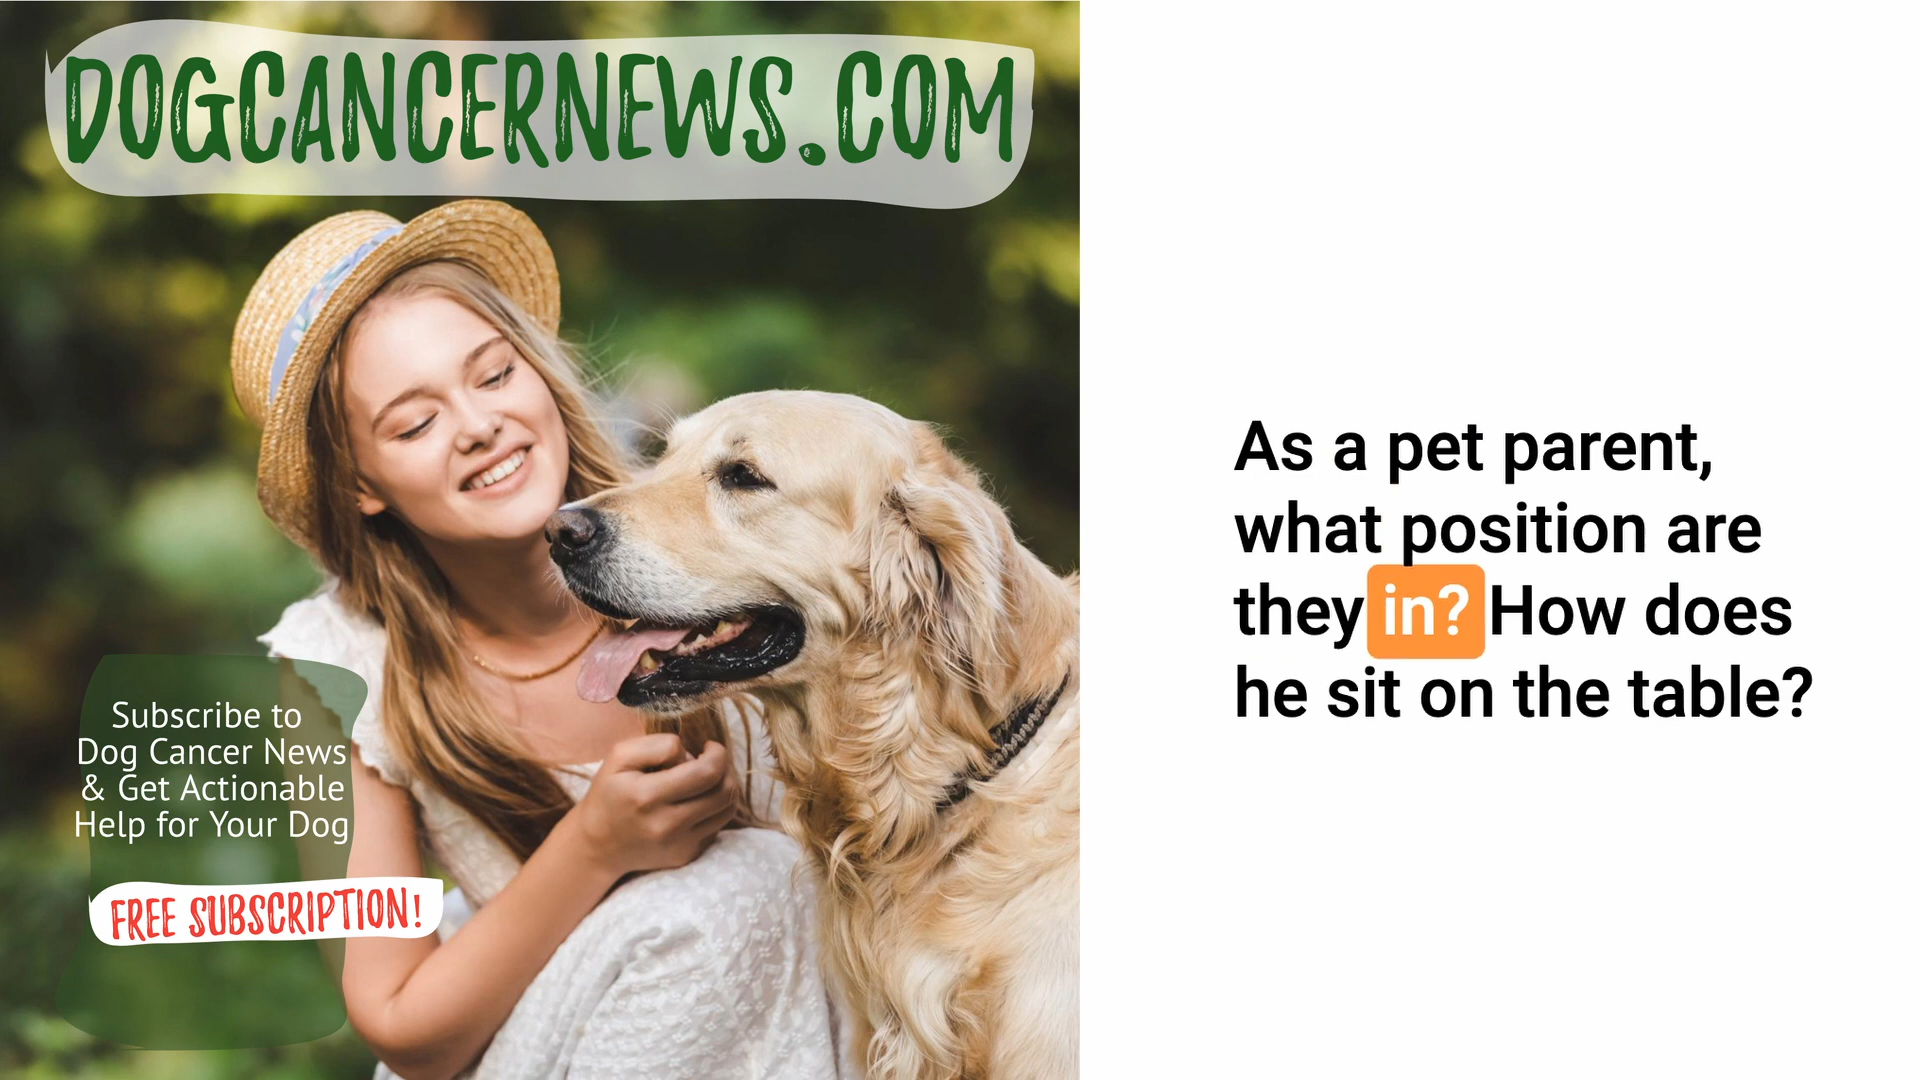 DOGCANCERNEWS.COM
Subscribe to
Dog Cancer News
& Get Actionable
Help for Your Dog
FREE SUBSCRIPTION!
As a pet parent,
what position are
they in? How does
he sit on the table?